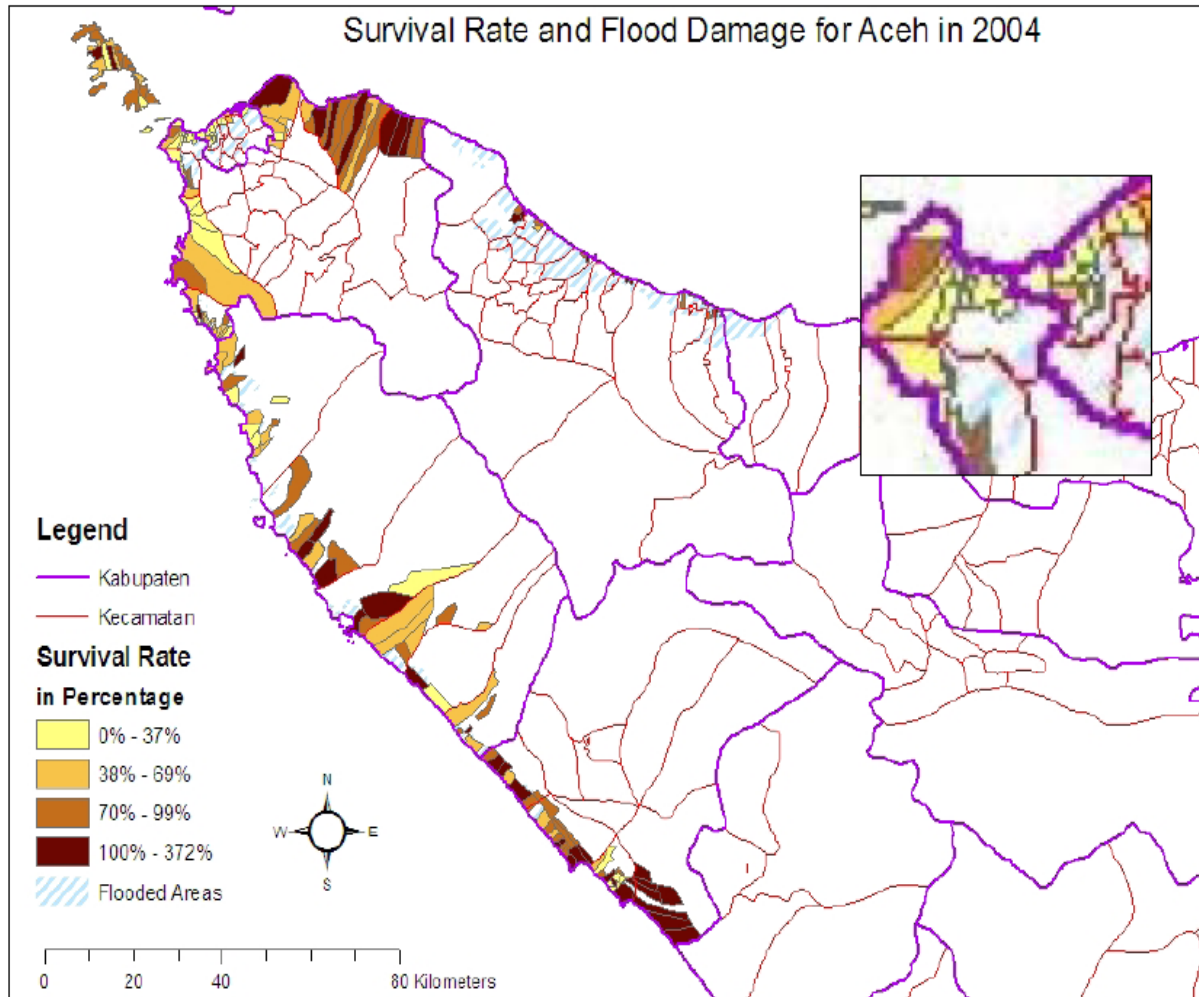 Survival Rate and Flood Damage for Aceh in 2004
Legend
Kabupaten
Kecamatan
Survival Rate
in Percentage
0% - 37%
38% - 69%
70% - 99%
100% - 372%
Flooded Areas
N
W
E
S
0 20 40 80 Kilometers